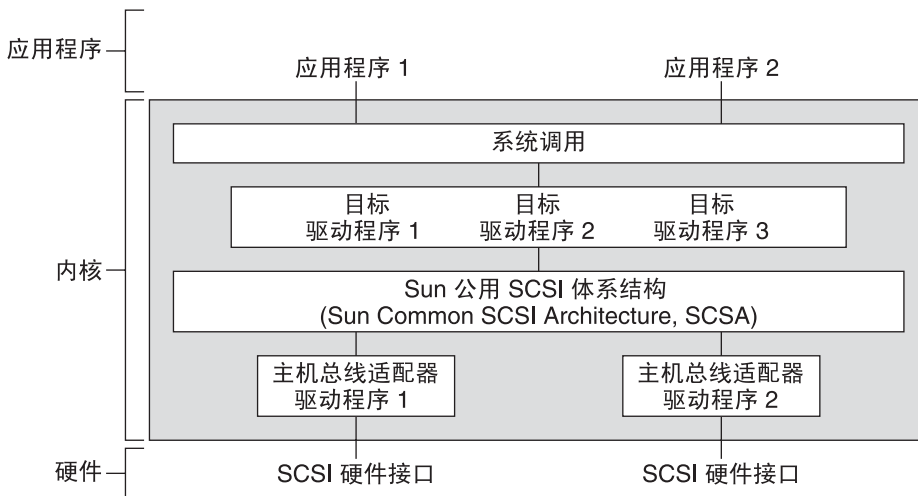 应用程序
应用程序 1
应用程序 2
系统调用
目标
驱动程序 1
目标
驱动程序 2
目标
驱动程序 3
内核
Sun 公用 SCSI 体系结构
(Sun Common SCSI Architecture, SCSA)
主机总线适配器
驱动程序 1
主机总线适配器
驱动程序 2
硬件
SCSI 硬件接口
SCSI 硬件接口